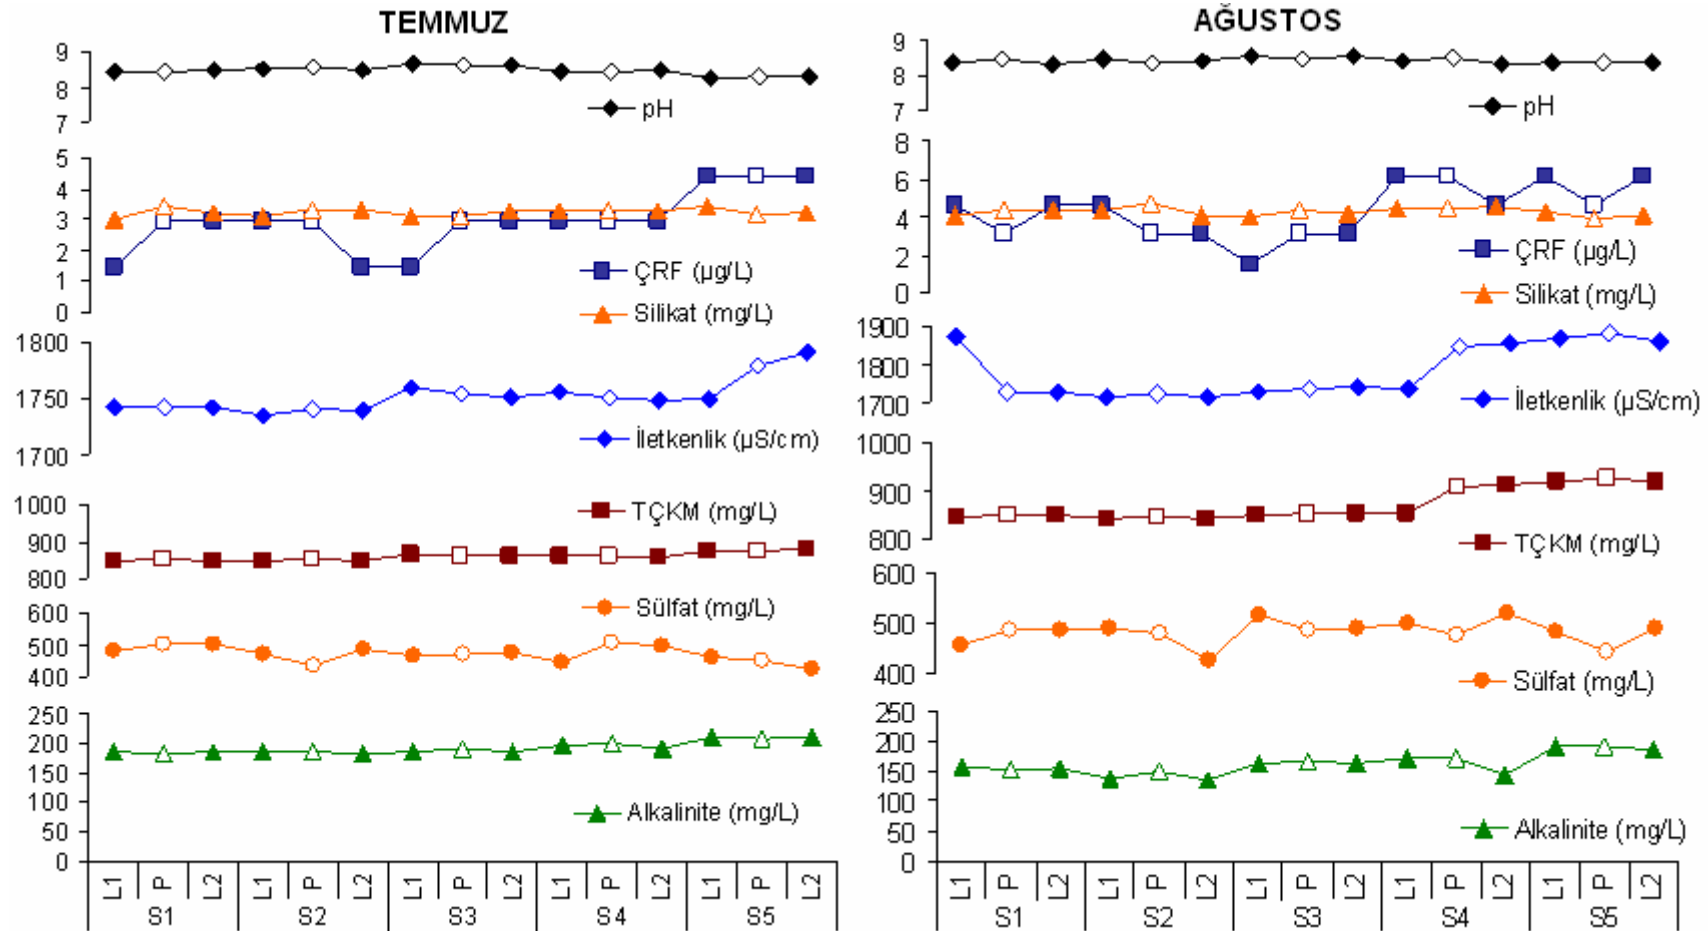 TEMMUZ
9
8
7
pH
5
4
3
2
1
0
ÇRF (µg/L)
Silikat (mg/L)
1800
1750
1700
İletkenlik (µS/cm)
1000
900
800
TÇKM (mg/L)
600
500
400
Sülfat (mg/L)
250
200
150
100
50
0
Alkalinite (mg/L)
L1 P L2 L1 P L2 L1 P L2 L1 P L2 L1 P L2
S1 S2 S3 S4 S5
AĞUSTOS
9
8
7
pH
8
6
4
2
0
ÇRF (µg/L)
Silikat (mg/L)
1900
1800
1700
İletkenlik (µS/cm)
1000
900
800
TÇKM (mg/L)
600
500
400
Sülfat (mg/L)
250
200
150
100
50
0
Alkalinite (mg/L)
L1 P L2 L1 P L2 L1 P L2 L1 P L2 L1 P L2
S1 S2 S3 S4 S5